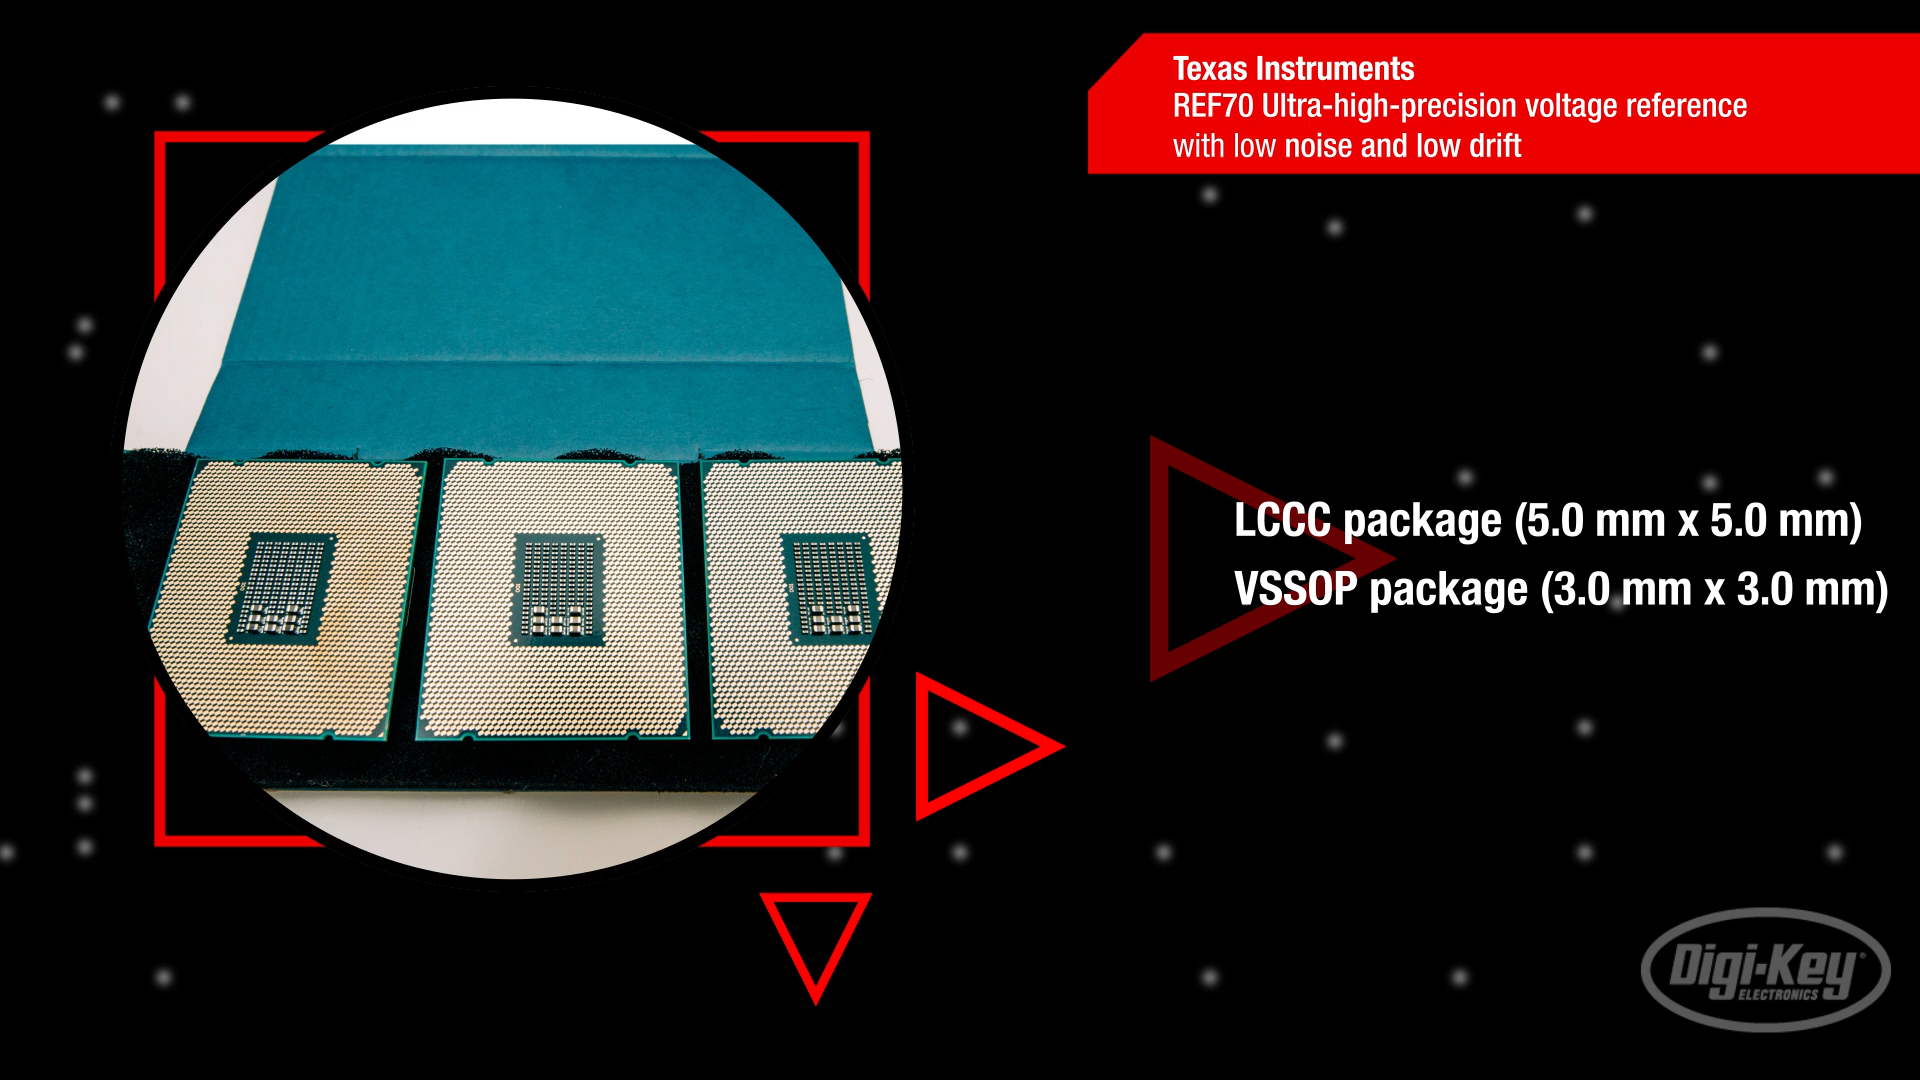 Texas Instruments
REF70 Ultra-high-precision voltage reference
with low noise and low drift
LCCC package (5.0 mm x 5.0 mm)
VSSOP package (3.0 mm x 3.0 mm)
Digi-Key
ELECTRONICS